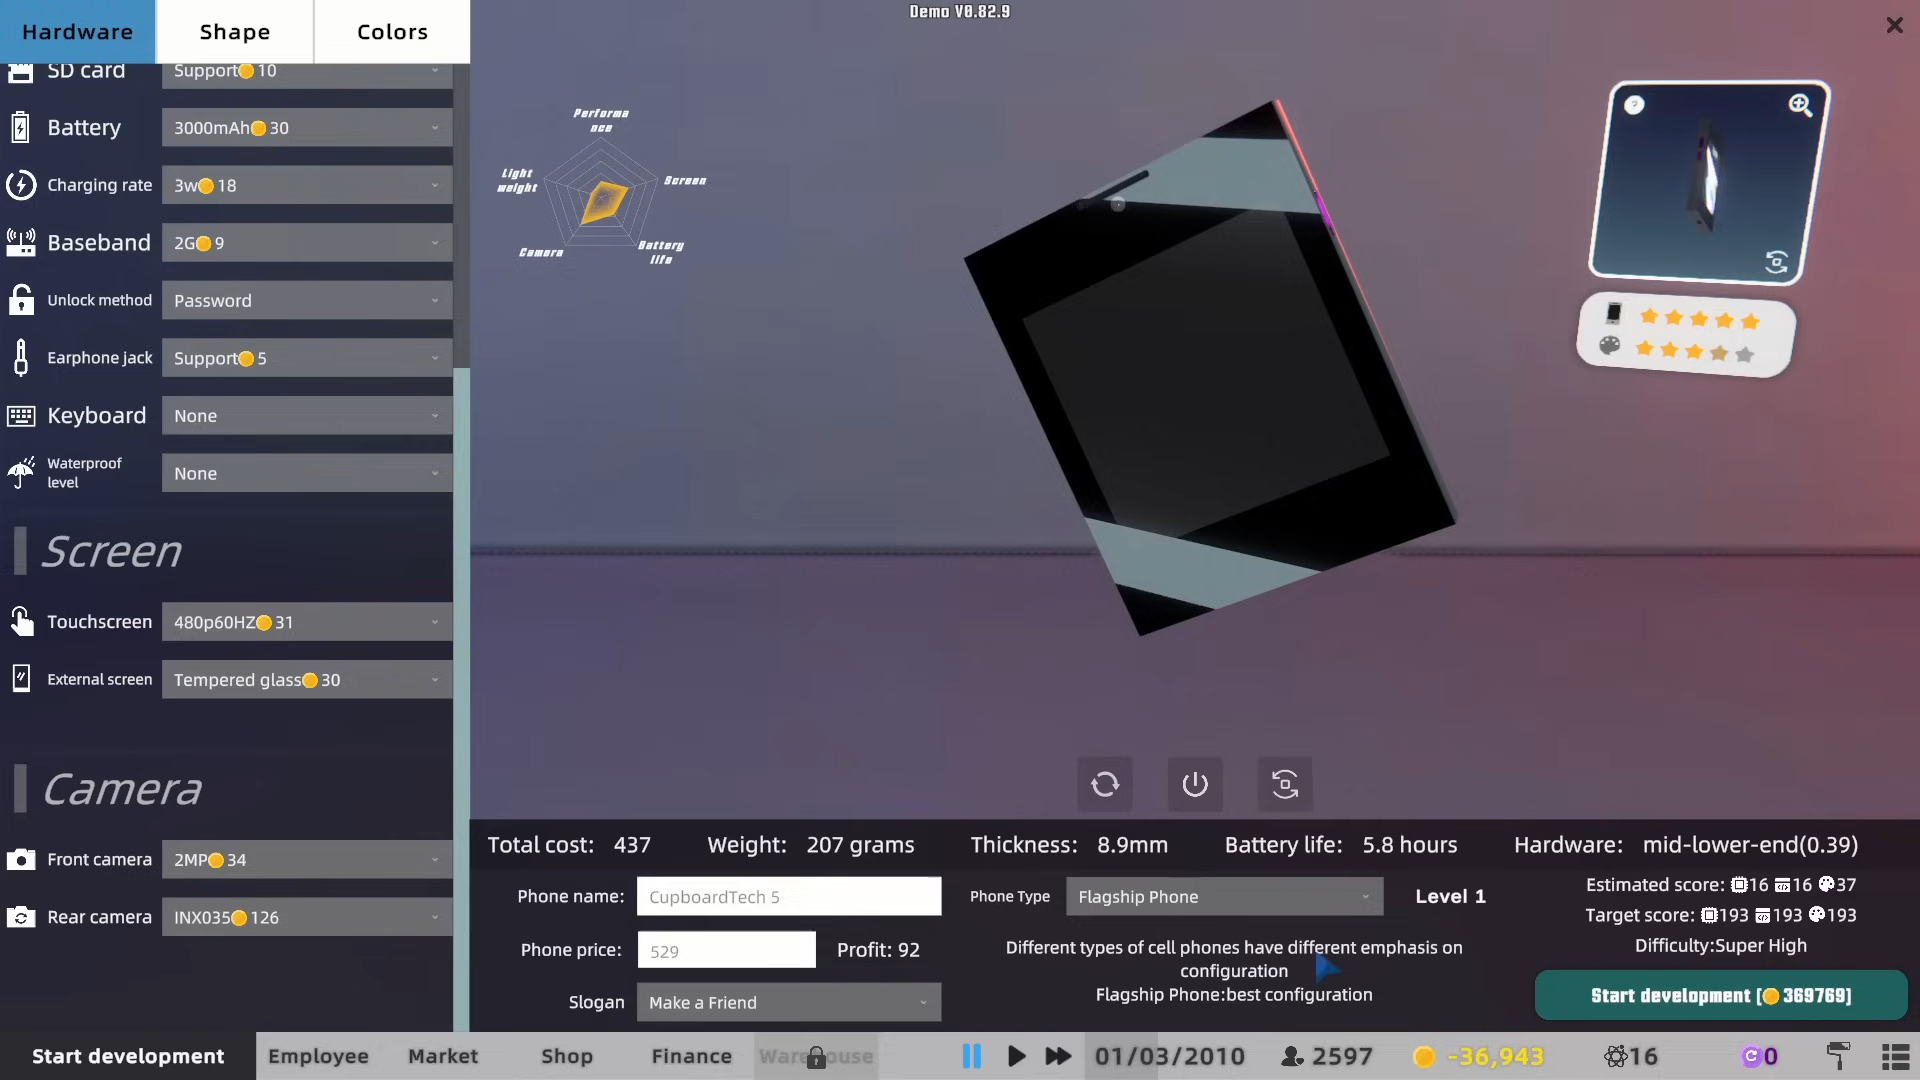 Demo V0.82.9
Hardware
Shape
Colors
SD card
Support 10
Battery
3000mAh 30
Charging rate
3w 18
Baseband
2G 9
Unlock method
Password
Earphone jack
Support 5
Keyboard
None
Waterproof
level
None
Screen
Touchscreen
480p60HZ 31
External screen
Tempered glass 30
Camera
Front camera
2MP 34
Rear camera
INX035 126
Performa
nce
Light
weight
Screen
Camera
Battery
life
Total cost: 437
Weight: 207 grams
Thickness: 8.9mm
Battery life: 5.8 hours
Hardware: mid-lower-end(0.39)
Phone name: CupboardTech 5
Phone Type Flagship Phone
Level 1
Estimated score: 16 16 37
Target score: 193 193 193
Difficulty:Super High
Phone price: 529
Profit: 92
Different types of cell phones have different emphasis on
configuration
Flagship Phone:best configuration
Slogan Make a Friend
Start development [ 369769]
Start development
Employee
Market
Shop
Finance
Warehouse
01/03/2010
2597
-36,943
16
0